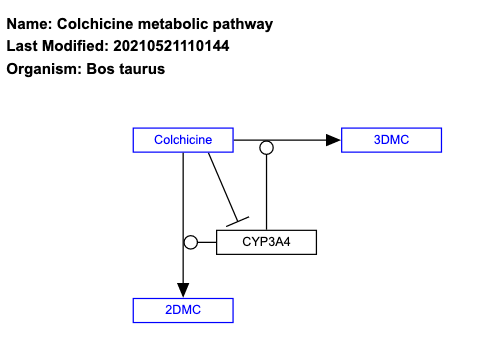 Name: Colchicine metabolic pathway
Last Modified: 20210521110144
Organism: Bos taurus
Colchicine
3DMC
CYP3A4
2DMC